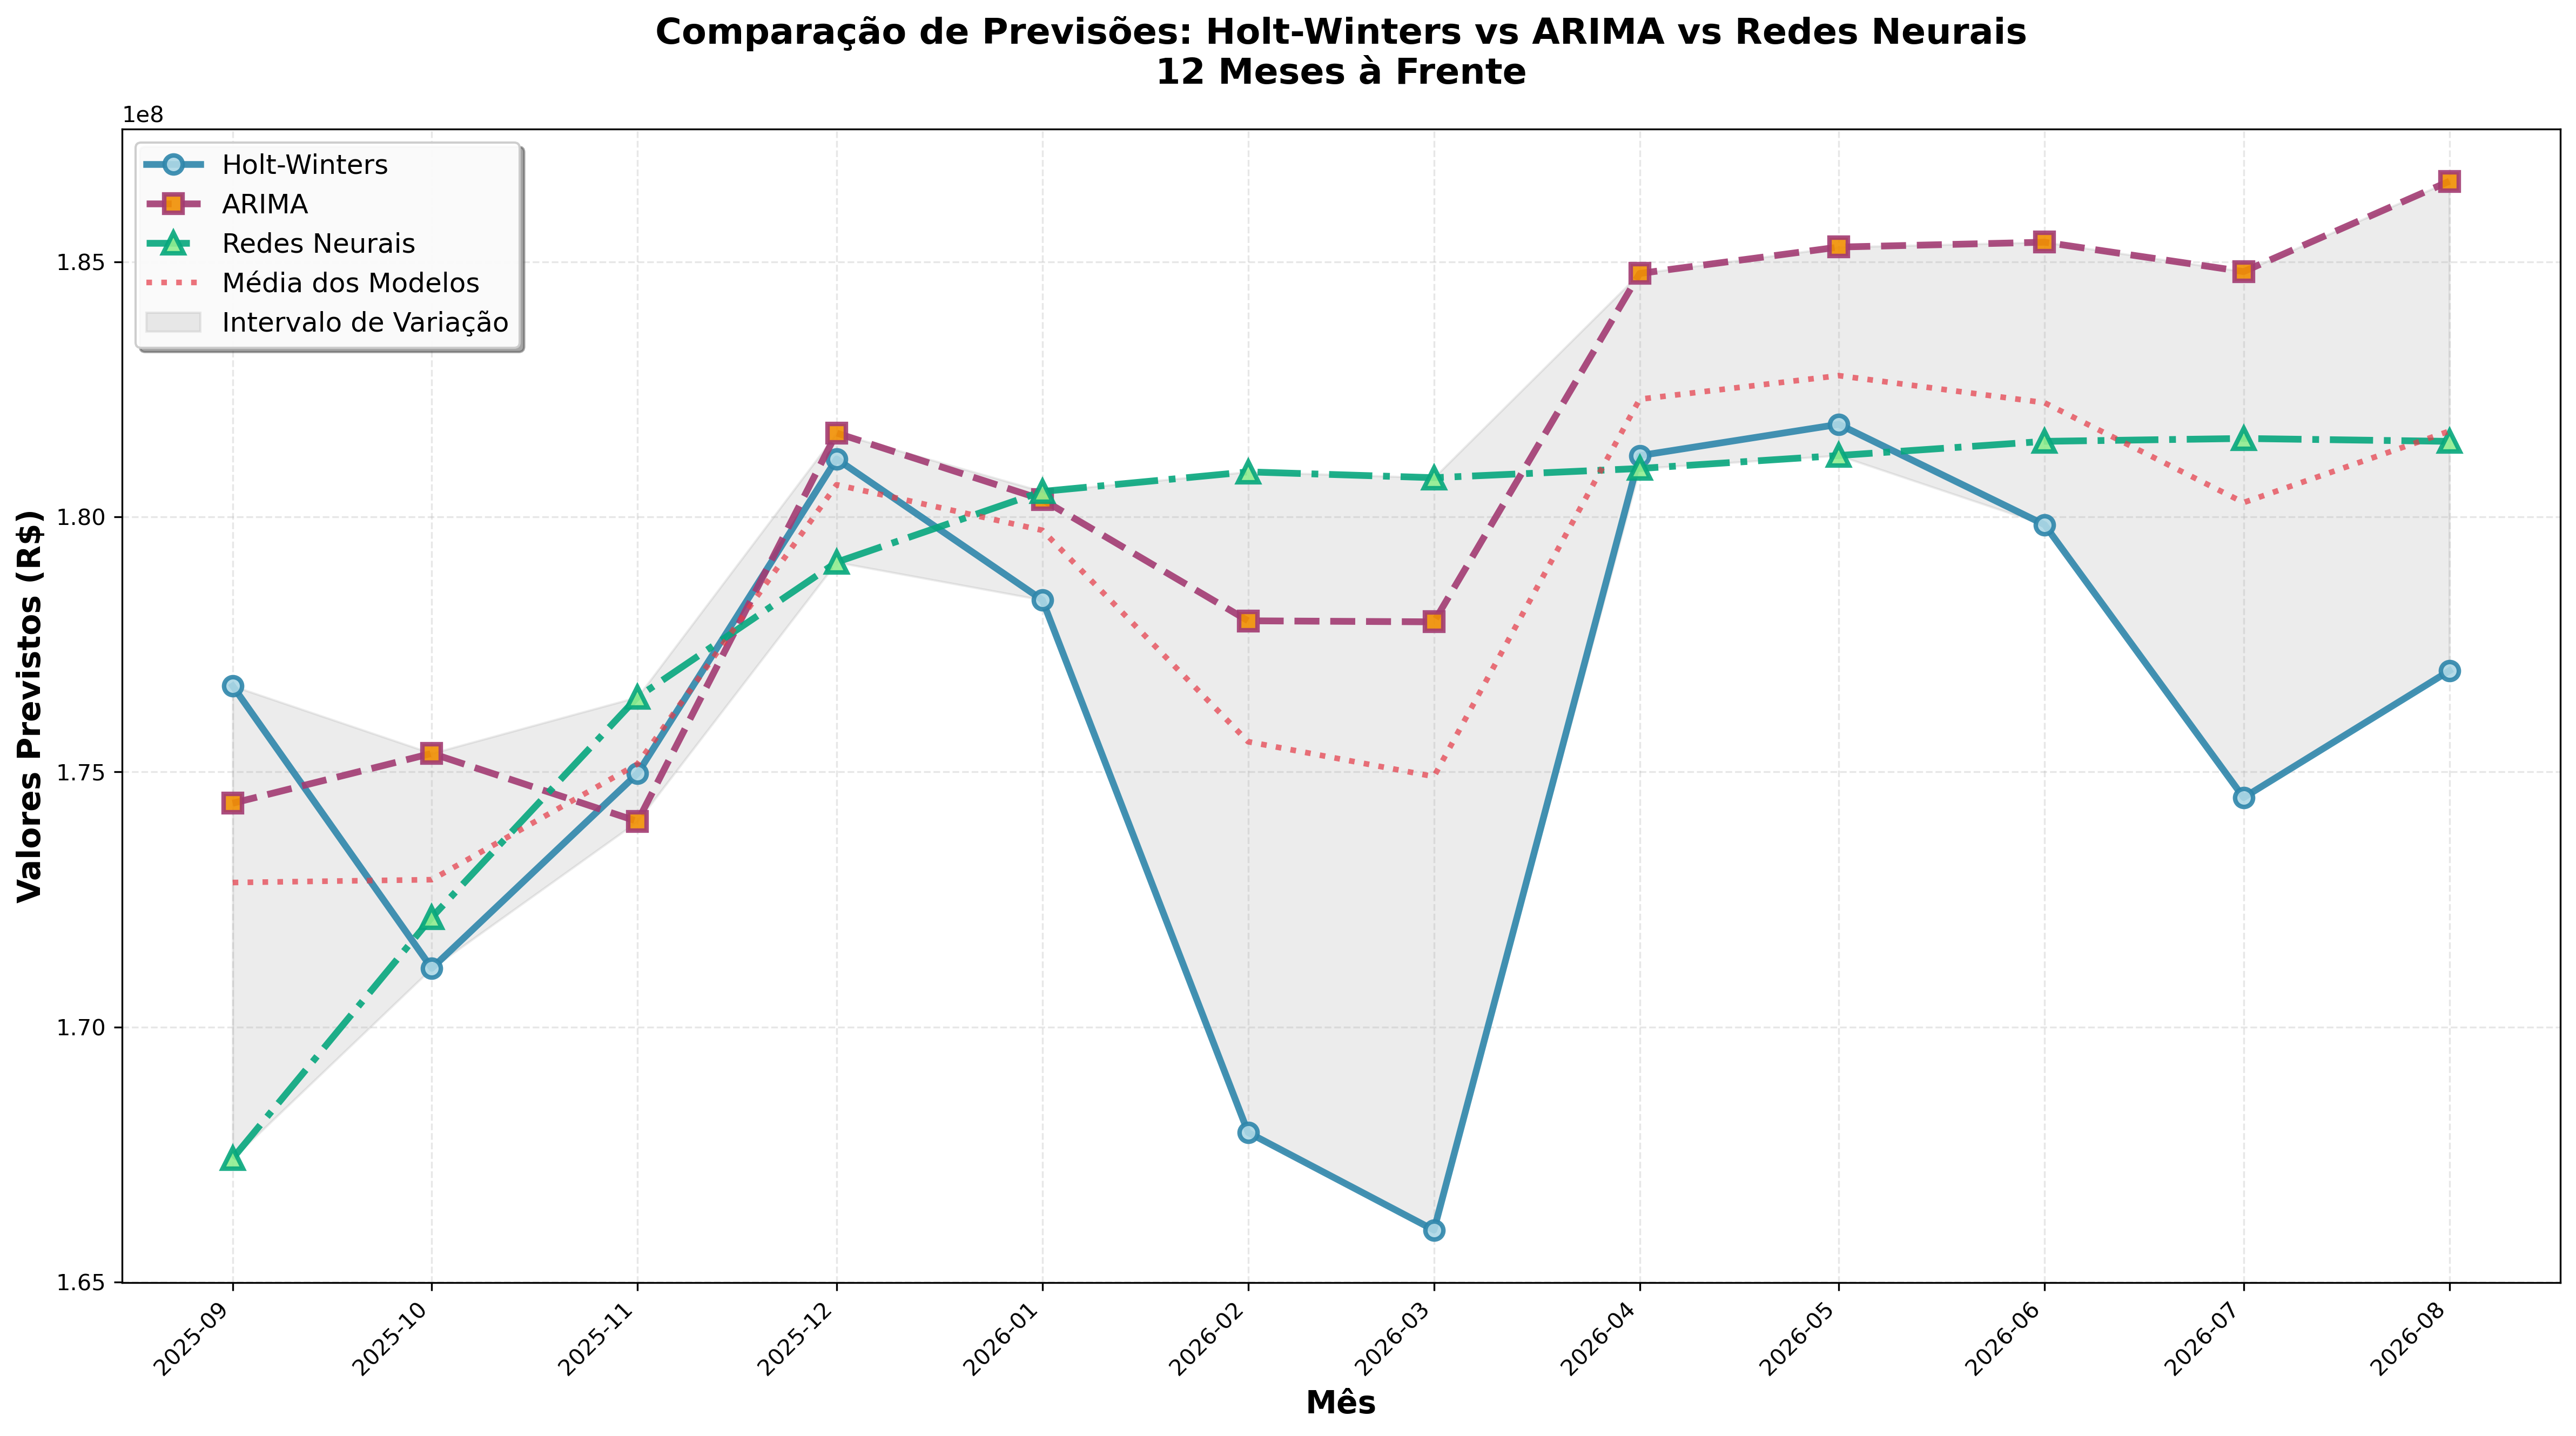 Comparação de Previsões: Holt-Winters vs ARIMA vs Redes Neurais
12 Meses à Frente
1e8
Holt-Winters
ARIMA
Redes Neurais
Média dos Modelos
Intervalo de Variação
Valores Previstos (R$)
1.85
1.80
1.75
1.70
1.65
2025-09
2025-10
2025-11
2025-12
2026-01
2026-02
2026-03
2026-04
2026-05
2026-06
2026-07
2026-08
Mês